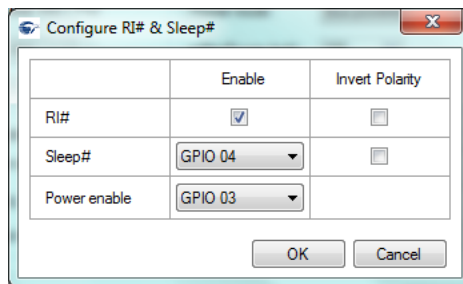 Configure RI# & Sleep#
Enable Invert Polarity
RI#
Sleep# GPIO 04
Power enable GPIO 03
OK Cancel